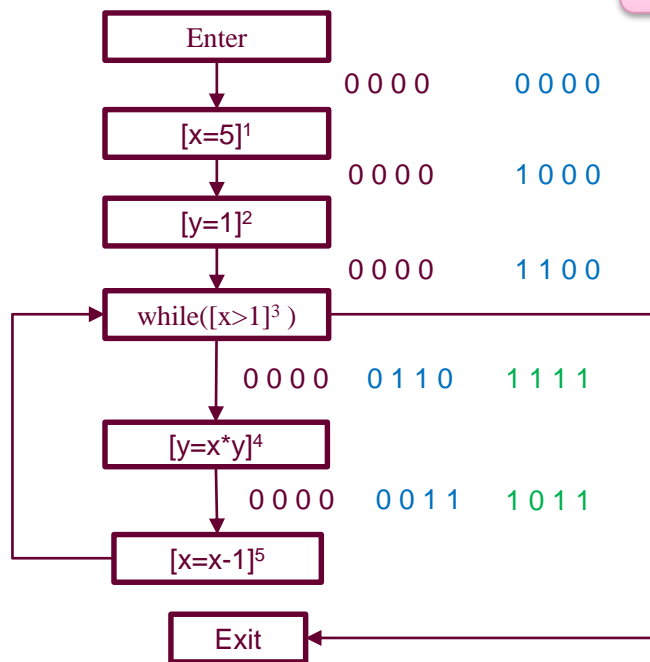 Enter
0 0 0 0 0 0 0 0
[x=5]¹
0 0 0 0 1 0 0 0
[y=1]²
0 0 0 0 1 1 0 0
while([x>1]³ )
0 0 0 0 0 1 1 0 1 1 1 1
[y=x*y]⁴
0 0 0 0 0 0 1 1 1 0 1 1
[x=x-1]⁵
Exit